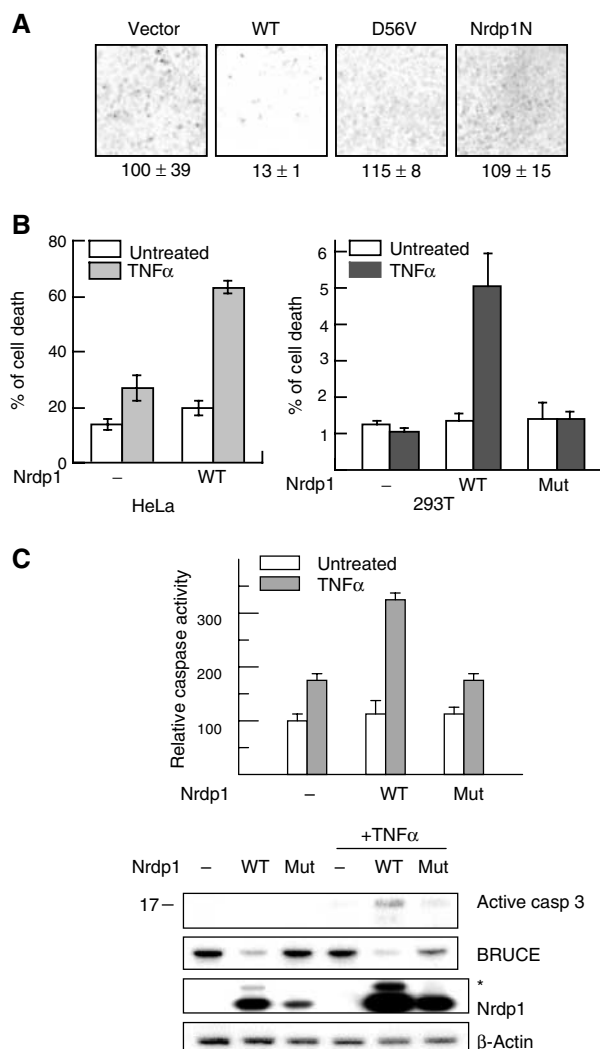 A
Vector WT D56V Nrdp1N
100 ± 39 13 ± 1 115 ± 8 109 ± 15
B
80
60
40
20
0
% of cell death
Untreated
TNFα
Nrdp1 – WT
HeLa
6
5
4
3
2
1
% of cell death
Untreated
TNFα
Nrdp1 – WT Mut
293T
C
Untreated
TNFα
300
200
100
Relative caspase activity
Nrdp1 – WT Mut
+TNFα
Nrdp1 – WT Mut – WT Mut
17 – Active casp 3
BRUCE
*
Nrdp1
β-Actin